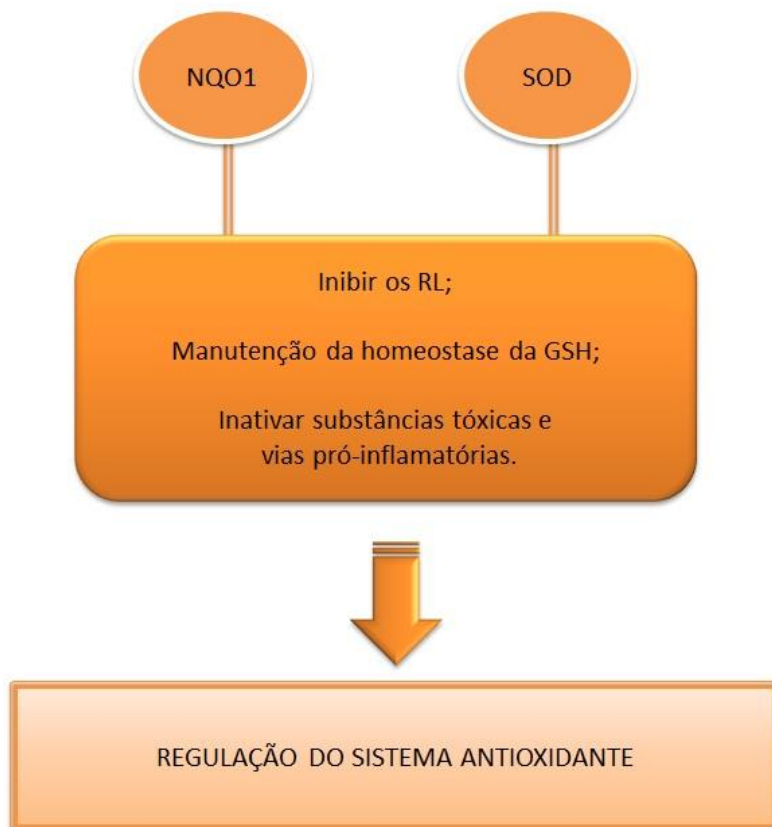 NQO1
SOD
Inibir os RL;
Manutenção da homeostase da GSH;
Inativar substâncias tóxicas e
vias pró-inflamatórias.
REGULAÇÃO DO SISTEMA ANTIOXIDANTE